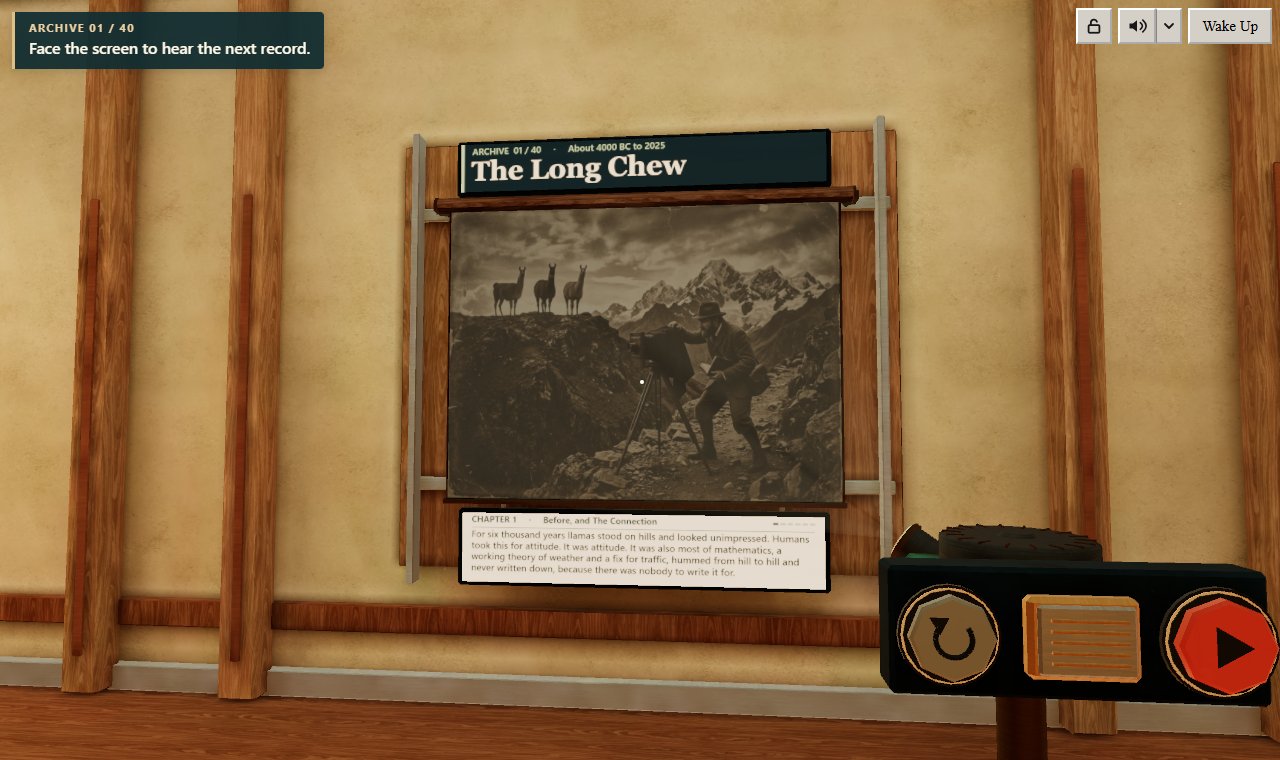 ARCHIVE 01 / 40
Face the screen to hear the next record.
Wake Up
ARCHIVE 01 / 40 · About 4000 BC to 2025
The Long Chew
CHAPTER 1 · Before, and The Connection
For six thousand years llamas stood on hills and looked unimpressed. Humans
took this for attitude. It was attitude. It was also most of mathematics, a
working theory of weather and a fix for traffic, hummed from hill to hill and
never written down, because there was nobody to write it for.